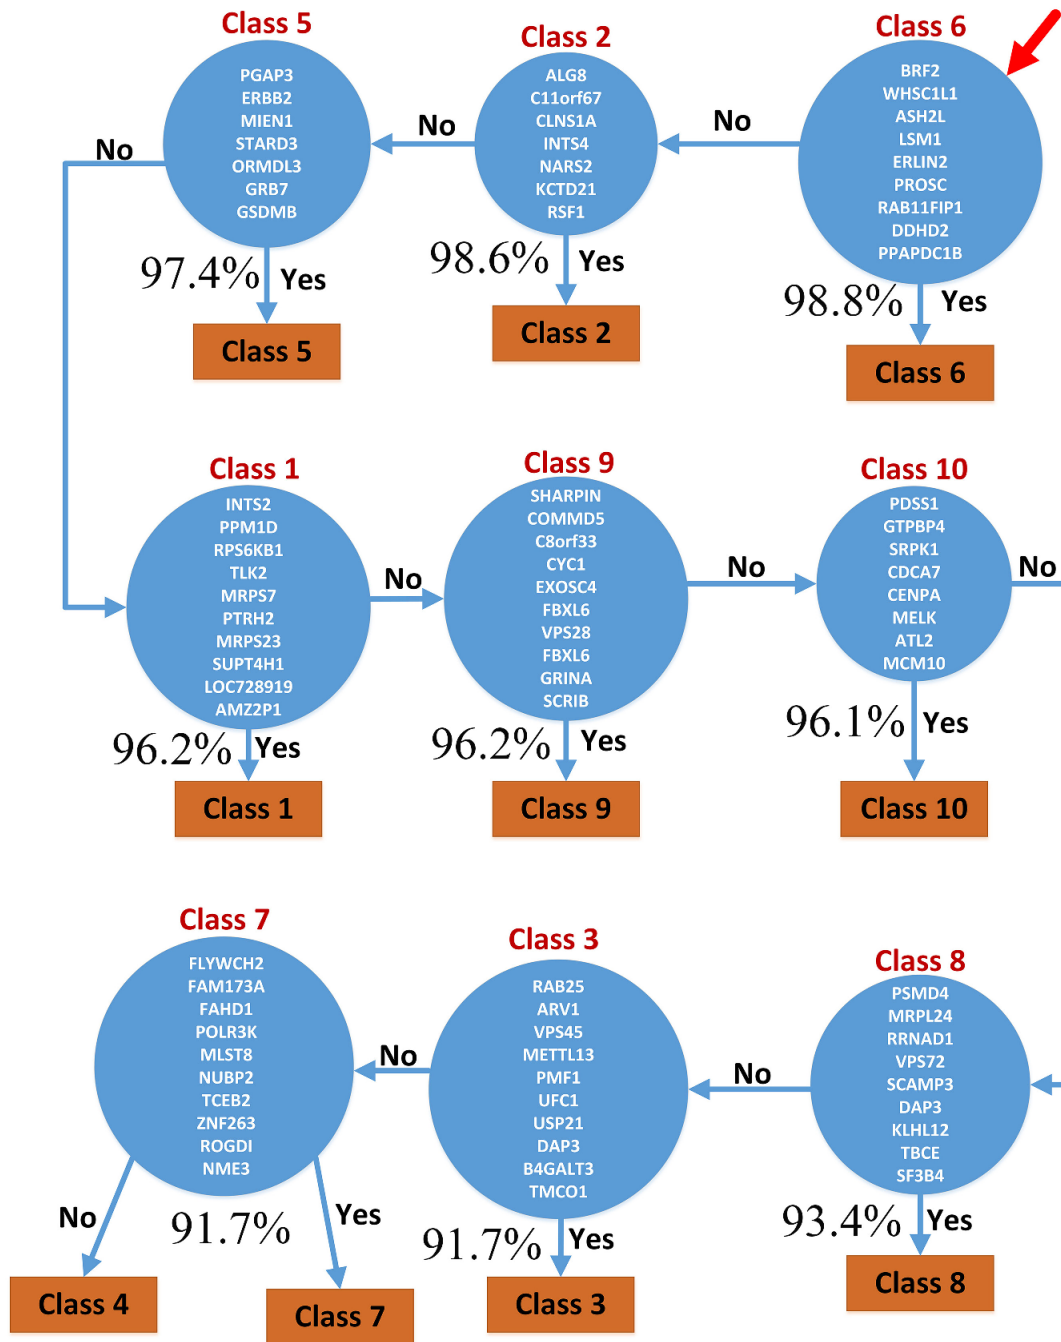 Class 5
PGAP3
ERBB2
MIEN1
STARD3
ORMDL3
GRB7
GSDMB
No
97.4%
Yes
Class 5
Class 2
ALG8
C11orf67
CLNS1A
INTS4
NARS2
KCTD21
RSF1
No
98.6%
Yes
Class 2
Class 6
BRF2
WHSC1L1
ASH2L
LSM1
ERLIN2
PROSC
RAB11FIP1
DDHD2
PPAPDC1B
No
98.8%
Yes
Class 6
Class 1
INTS2
PPM1D
RPS6KB1
TLK2
MRPS7
PTRH2
MRPS23
SUPT4H1
LOC728919
AMZ2P1
No
96.2%
Yes
Class 1
Class 9
SHARPIN
COMMD5
C8orf33
CYC1
EXOSC4
FBXL6
VPS28
FBXL6
GRINA
SCRIB
No
96.2%
Yes
Class 9
Class 10
PDSS1
GTPBP4
SRPK1
CDCA7
CENPA
MELK
ATL2
MCM10
No
96.1%
Yes
Class 10
Class 7
FLYWCH2
FAM173A
FAHD1
POLR3K
MLST8
NUBP2
TCEB2
ZNF263
ROGDI
NME3
No
91.7%
Yes
Class 4
Class 7
Class 3
RAB25
ARV1
VPS45
METTL13
PMF1
UFC1
USP21
DAP3
B4GALT3
TMCO1
No
91.7%
Yes
Class 3
Class 8
PSMD4
MRPL24
RRNAD1
VPS72
SCAMP3
DAP3
KLHL12
TBCE
SF3B4
No
93.4%
Yes
Class 8